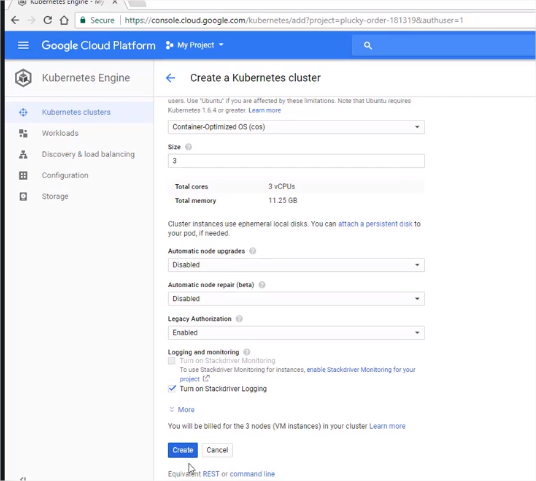 Kubernetes Engine - My
Secure https://console.cloud.google.com/kubernetes/add?project=plucky-order-181319&authuser=1
Google Cloud Platform My Project
Kubernetes Engine
Create a Kubernetes cluster
Kubernetes clusters
Workloads
Discovery & load balancing
Configuration
Storage
users. Use "Ubuntu" if you are affected by these limitations. Note that Ubuntu requires
Kubernetes 1.6.4 or greater. Learn more
Container-Optimized OS (cos)
Size
3
Total cores 3 vCPUs
Total memory 11.25 GB
Cluster instances use ephemeral local disks. You can attach a persistent disk to
your pod, if needed.
Automatic node upgrades
Disabled
Automatic node repair (beta)
Disabled
Legacy Authorization
Enabled
Logging and monitoring
Turn on Stackdriver Monitoring
To use Stackdriver Monitoring for instances, enable Stackdriver Monitoring for your
project
Turn on Stackdriver Logging
More
You will be billed for the 3 nodes (VM instances) in your cluster Learn more
Create Cancel
Equivalent REST or command line